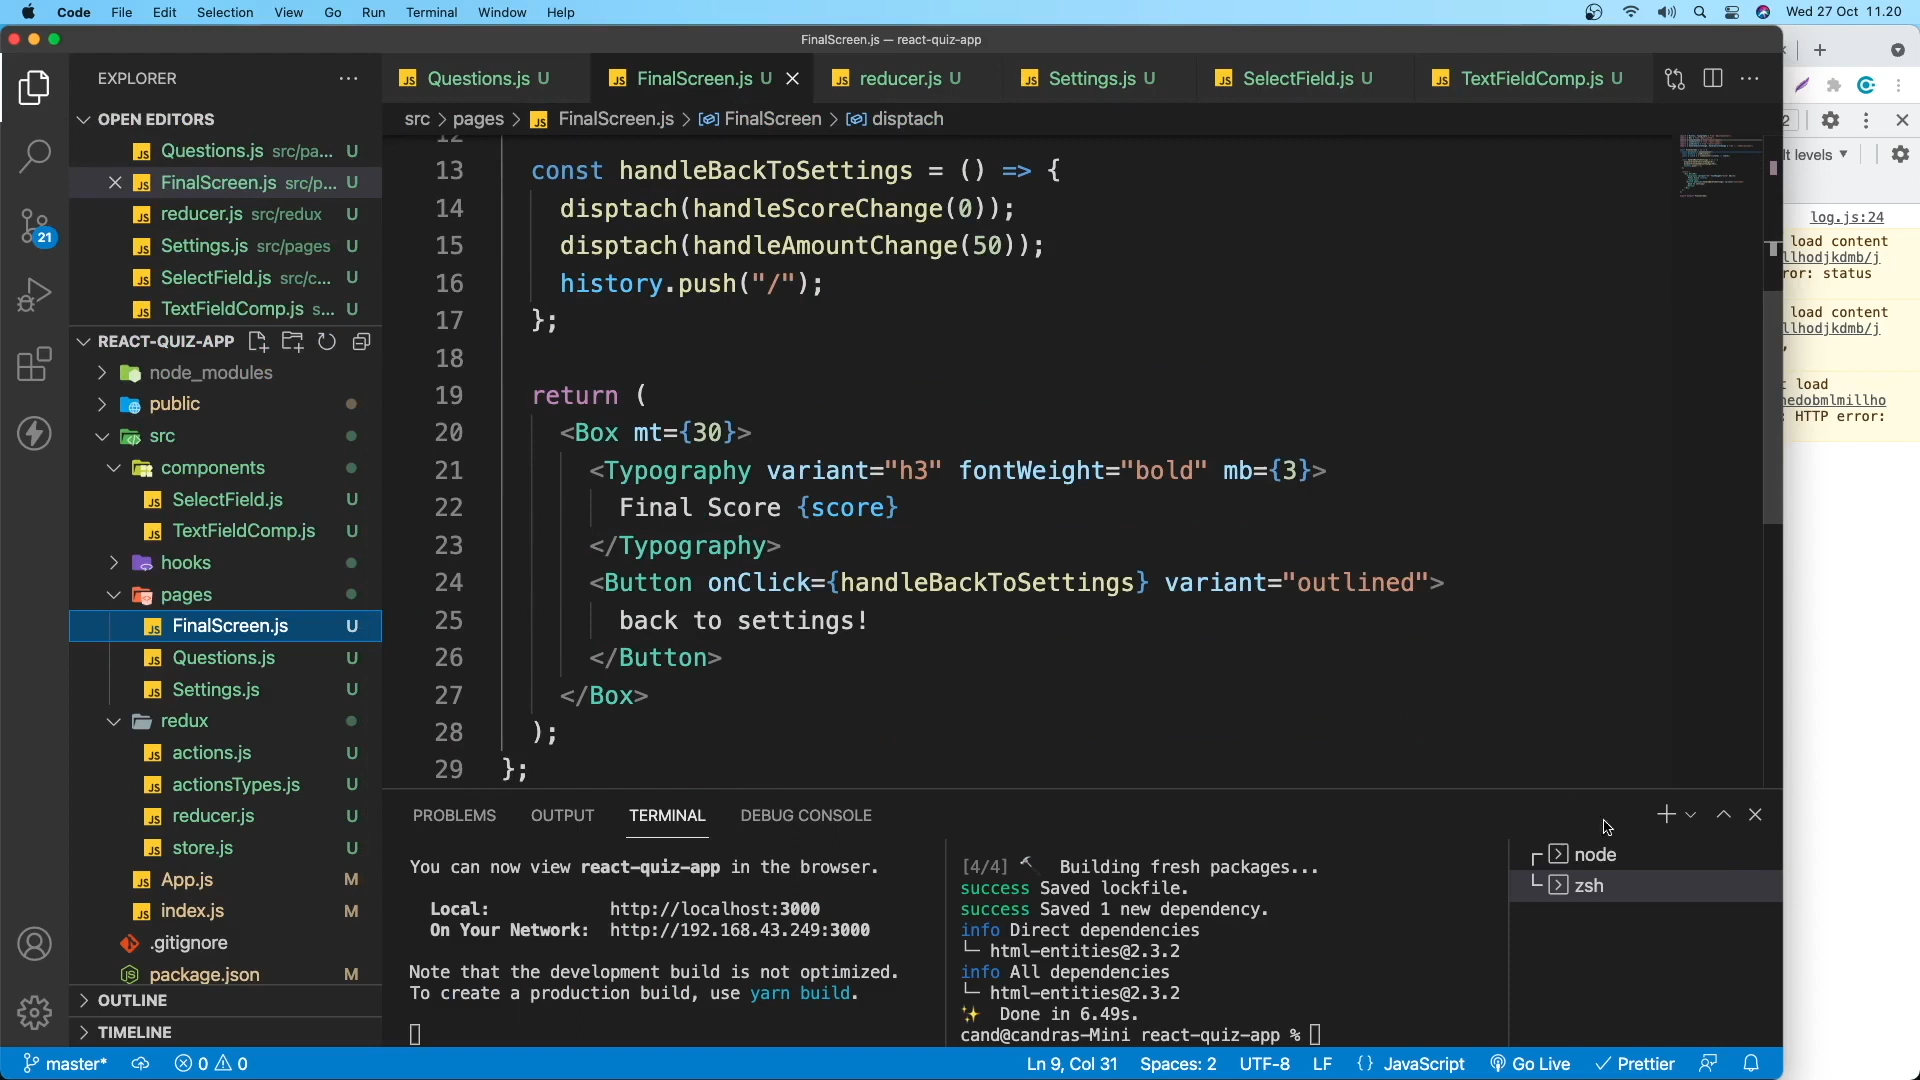 Code File Edit Selection View Go Run Terminal Window Help Wed 27 Oct 11.20
FinalScreen.js — react-quiz-app
EXPLORER
OPEN EDITORS
Questions.js src/pa... U
FinalScreen.js src/p... U
reducer.js src/redux U
Settings.js src/pages U
SelectField.js src/c... U
TextFieldComp.js s... U
REACT-QUIZ-APP
node_modules
public
src
components
SelectField.js U
TextFieldComp.js U
hooks
pages
FinalScreen.js U
Questions.js U
Settings.js U
redux
actions.js U
actionsTypes.js U
reducer.js U
store.js U
App.js M
index.js M
.gitignore
package.json M
OUTLINE
TIMELINE
21
Questions.js U FinalScreen.js U reducer.js U Settings.js U SelectField.js U TextFieldComp.js U
src > pages > FinalScreen.js > FinalScreen > disptach
12
13 const handleBackToSettings = () => {
14 disptach(handleScoreChange(0));
15 disptach(handleAmountChange(50));
16 history.push("/");
17 };
18
19 return (
20 <Box mt={30}>
21 <Typography variant="h3" fontWeight="bold" mb={3}>
22 Final Score {score}
23 </Typography>
24 <Button onClick={handleBackToSettings} variant="outlined">
25 back to settings!
26 </Button>
27 </Box>
28 );
29 };
PROBLEMS OUTPUT TERMINAL DEBUG CONSOLE
You can now view react-quiz-app in the browser.
Local: http://localhost:3000
On Your Network: http://192.168.43.249:3000
Note that the development build is not optimized.
To create a production build, use yarn build.
[4/4] Building fresh packages...
success Saved lockfile.
success Saved 1 new dependency.
info Direct dependencies
└─ html-entities@2.3.2
info All dependencies
└─ html-entities@2.3.2
Done in 6.49s.
cand@candras-Mini react-quiz-app %
node
zsh
master* 0 0 Ln 9, Col 31 Spaces: 2 UTF-8 LF {} JavaScript Go Live Prettier
2
lt levels
log.js:24
load content
llhodjkdmb/j
ror: status
load content
llhodjkdmb/j
load
nedobmlmillho
HTTP error: